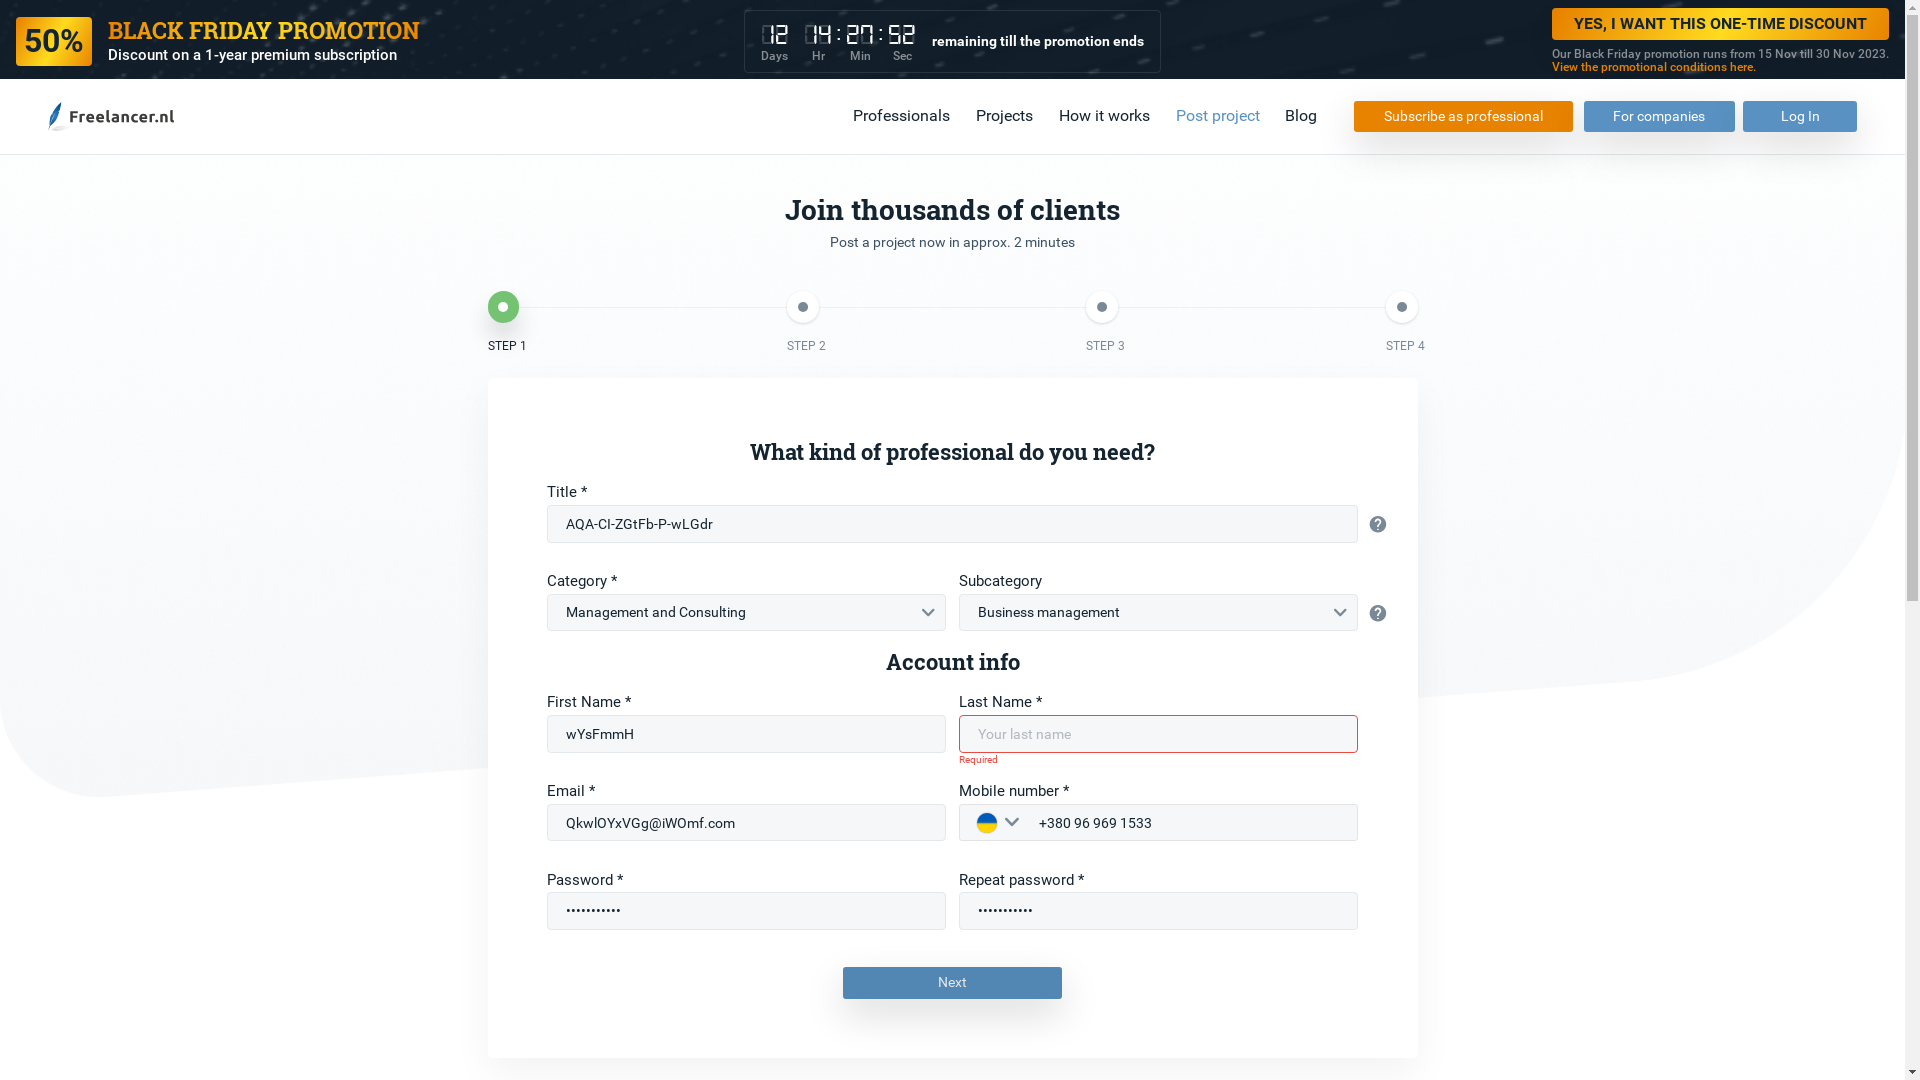 50%
BLACK FRIDAY PROMOTION
Discount on a 1-year premium subscription
12 14 : 27 : 52
Days Hr Min Sec
remaining till the promotion ends
YES, I WANT THIS ONE-TIME DISCOUNT
Our Black Friday promotion runs from 15 Nov till 30 Nov 2023.
View the promotional conditions here.
Freelancer.nl
Professionals Projects How it works Post project Blog Subscribe as professional For companies Log In
Join thousands of clients
Post a project now in approx. 2 minutes
STEP 1 STEP 2 STEP 3 STEP 4
What kind of professional do you need?
Title *
AQA-CI-ZGtFb-P-wLGdr
?
Category * Subcategory
Management and Consulting Business management
?
Account info
First Name * Last Name *
wYsFmmH Your last name
Required
Email * Mobile number *
QkwlOYxVGg@iWOmf.com +380 96 969 1533
Password * Repeat password *
••••••••••• •••••••••••
Next